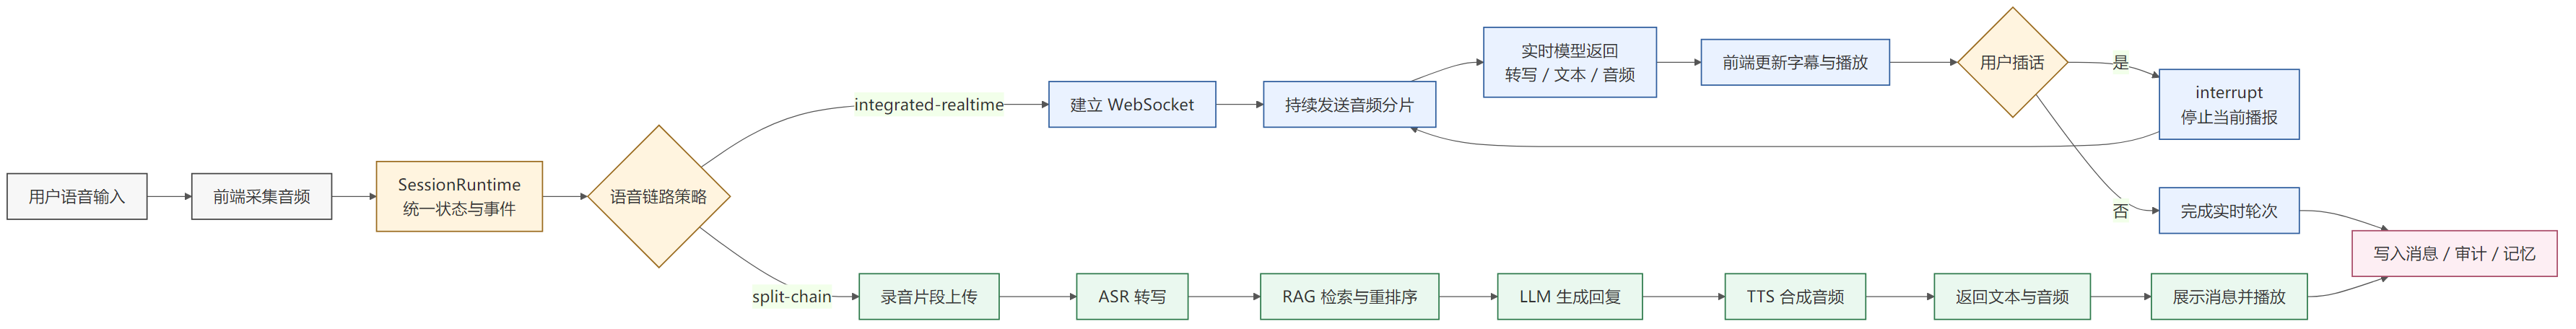 用户语音输入
前端采集音频
SessionRuntime
统一状态与事件
语音链路策略
integrated-realtime
建立 WebSocket
持续发送音频分片
实时模型返回
转写 / 文本 / 音频
前端更新字幕与播放
用户插话
是
interrupt
停止当前播报
否
完成实时轮次
split-chain
录音片段上传
ASR 转写
RAG 检索与重排序
LLM 生成回复
TTS 合成音频
返回文本与音频
展示消息并播放
写入消息 / 审计 / 记忆